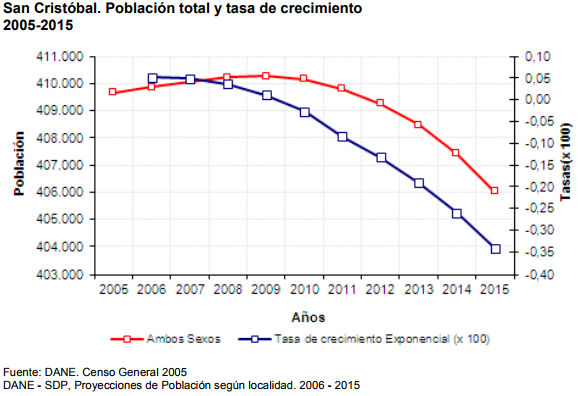 San Cristóbal. Población total y tasa de crecimiento
2005-2015
411.000
410.000
409.000
408.000
407.000
406.000
405.000
404.000
403.000
Población
0,10
0,05
0,00
-0,05
-0,10
-0,15
-0,20
-0,25
-0,30
-0,35
-0,40
Tasas(x 100)
2005 2006 2007 2008 2009 2010 2011 2012 2013 2014 2015
Años
Ambos Sexos Tasa de crecimiento Exponencial (x 100)
Fuente: DANE. Censo General 2005
DANE - SDP, Proyecciones de Población según localidad. 2006 - 2015